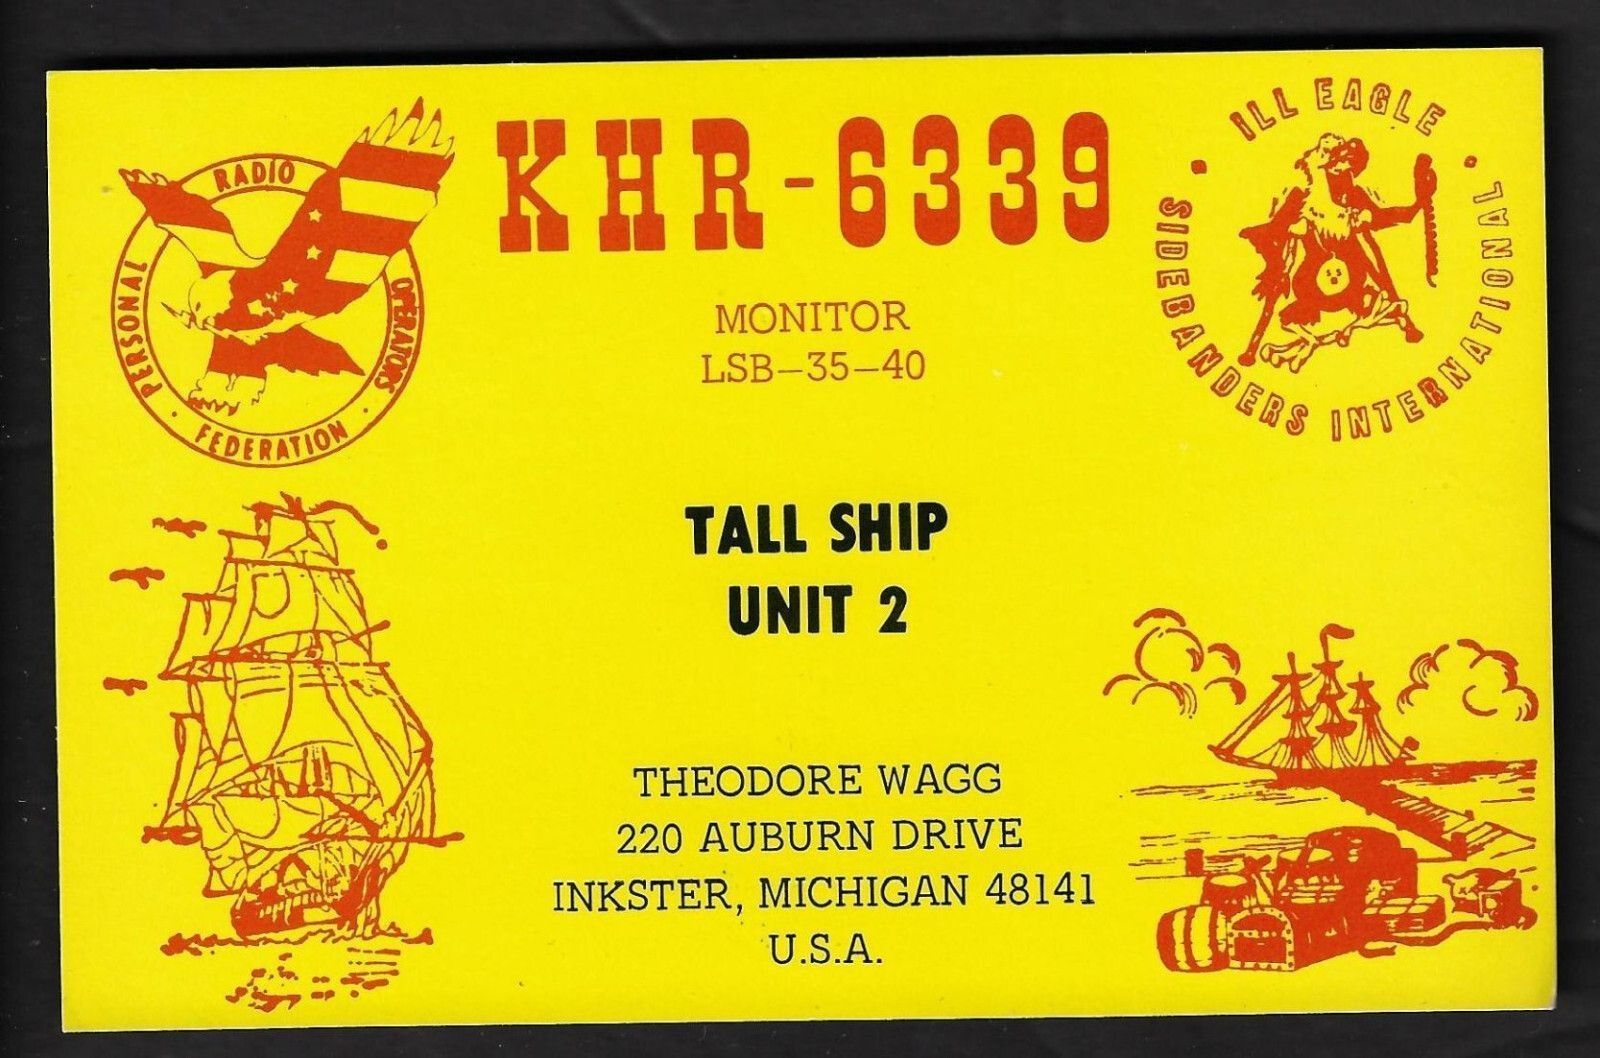 PERSONAL RADIO OPERATORS
· FEDERATION ·
KHR-6339
· ILL EAGLE ·
SIDEBANDERS INTERNATIONAL
MONITOR
LSB-35-40
TALL SHIP
UNIT 2
THEODORE WAGG
220 AUBURN DRIVE
INKSTER, MICHIGAN 48141
U.S.A.